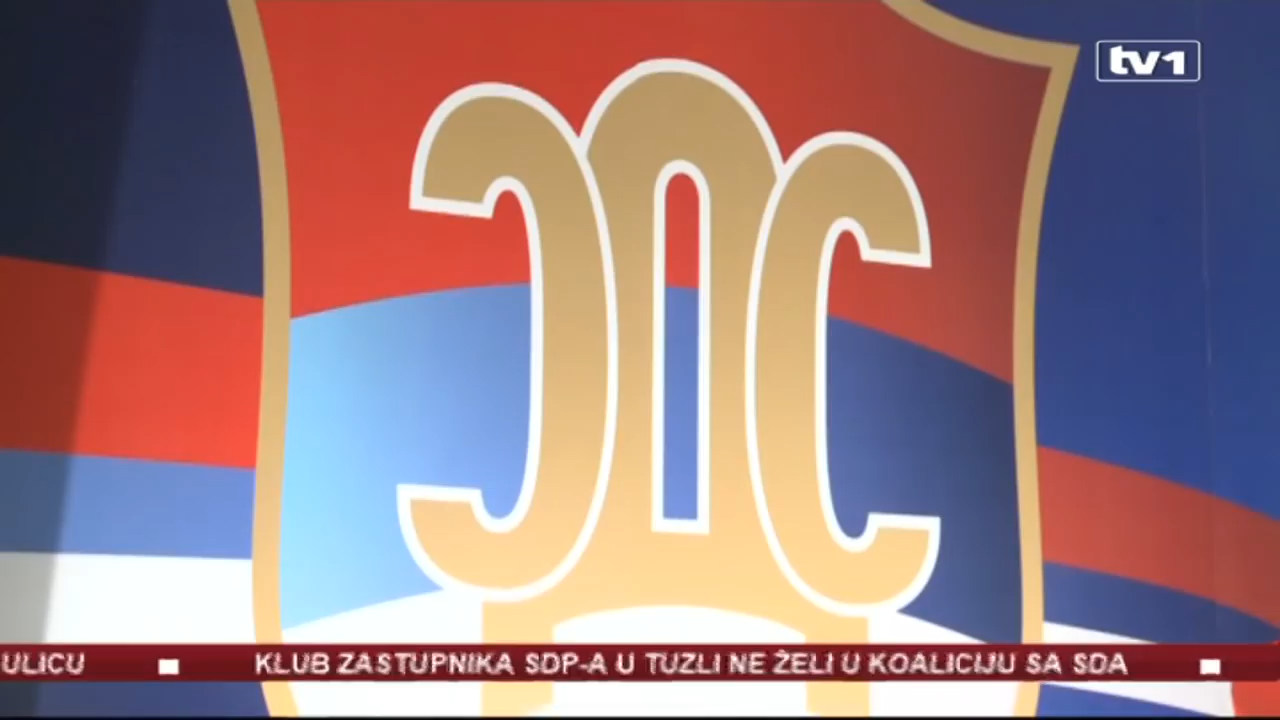 tv1
СДС
ULICU
KLUB ZASTUPNIKA SDP-A U TUZLI NE ŽELI U KOALICIJU SA SDA